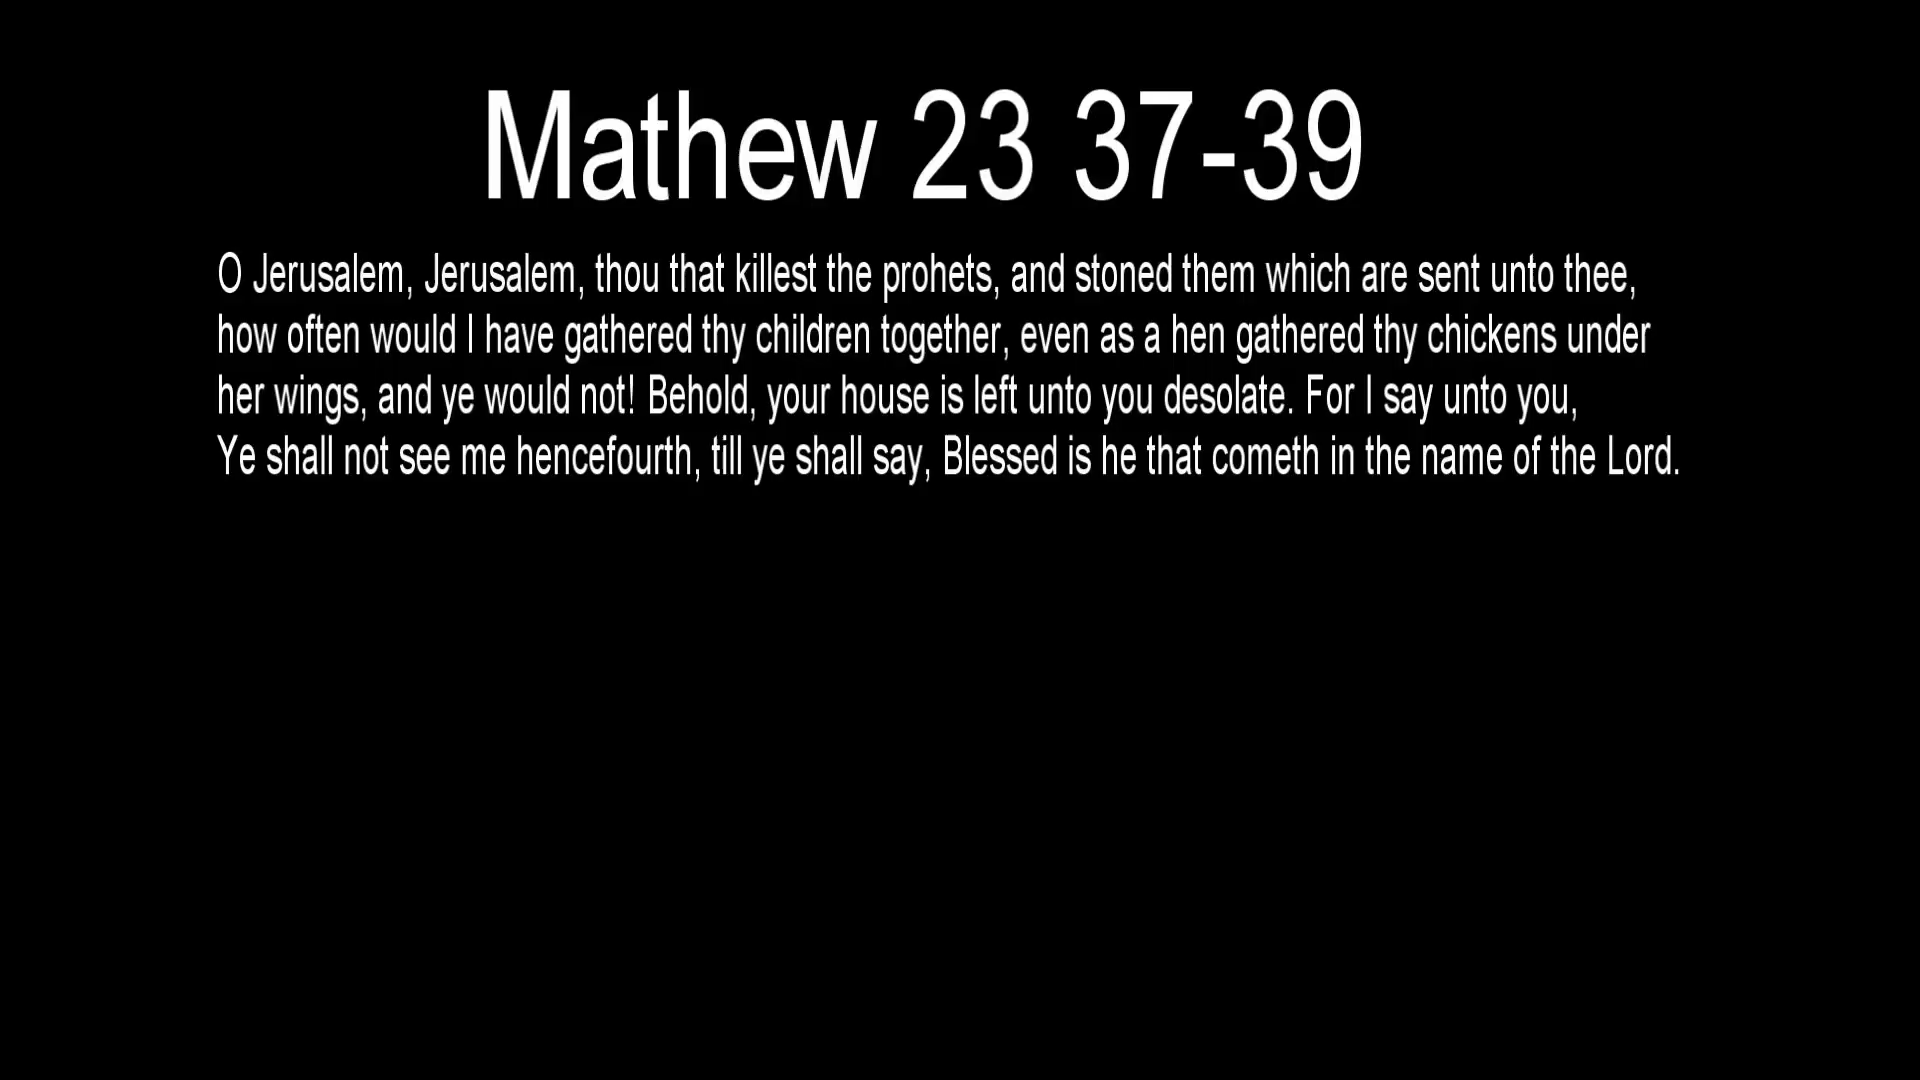 Mathew 23 37-39
O Jerusalem, Jerusalem, thou that killest the prohets, and stoned them which are sent unto thee,
how often would I have gathered thy children together, even as a hen gathered thy chickens under
her wings, and ye would not! Behold, your house is left unto you desolate. For I say unto you,
Ye shall not see me hencefourth, till ye shall say, Blessed is he that cometh in the name of the Lord.